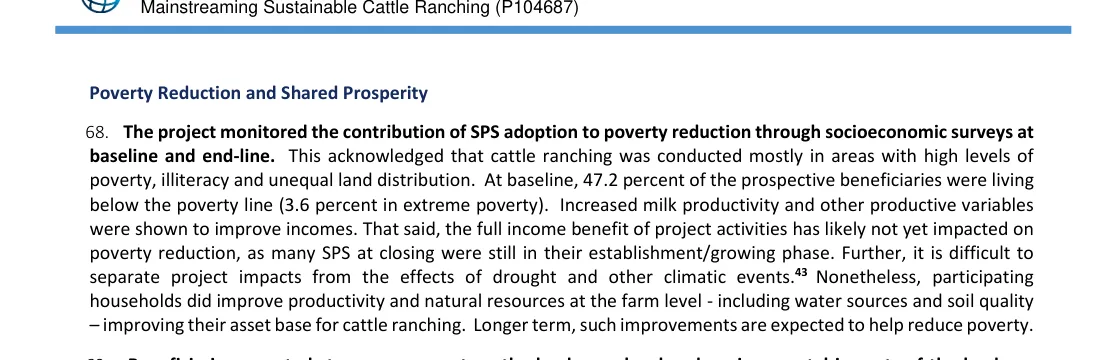 Mainstreaming Sustainable Cattle Ranching (P104687)
Poverty Reduction and Shared Prosperity
68. The project monitored the contribution of SPS adoption to poverty reduction through socioeconomic surveys at
baseline and end-line. This acknowledged that cattle ranching was conducted mostly in areas with high levels of
poverty, illiteracy and unequal land distribution. At baseline, 47.2 percent of the prospective beneficiaries were living
below the poverty line (3.6 percent in extreme poverty). Increased milk productivity and other productive variables
were shown to improve incomes. That said, the full income benefit of project activities has likely not yet impacted on
poverty reduction, as many SPS at closing were still in their establishment/growing phase. Further, it is difficult to
separate project impacts from the effects of drought and other climatic events.43 Nonetheless, participating
households did improve productivity and natural resources at the farm level - including water sources and soil quality
– improving their asset base for cattle ranching. Longer term, such improvements are expected to help reduce poverty.